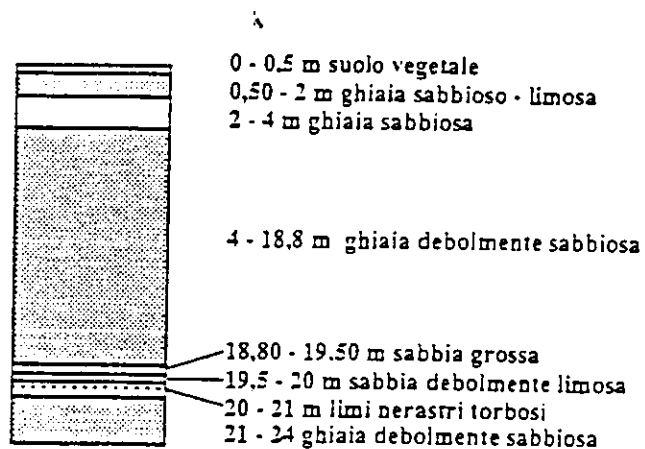 0 - 0.5 m suolo vegetale
0,50 - 2 m ghiaia sabbioso - limosa
2 - 4 m ghiaia sabbiosa
4 - 18,8 m ghiaia debolmente sabbiosa
18,80 - 19.50 m sabbia grossa
19,5 - 20 m sabbia debolmente limosa
20 - 21 m limi nerastri torbosi
21 - 24 ghiaia debolmente sabbiosa